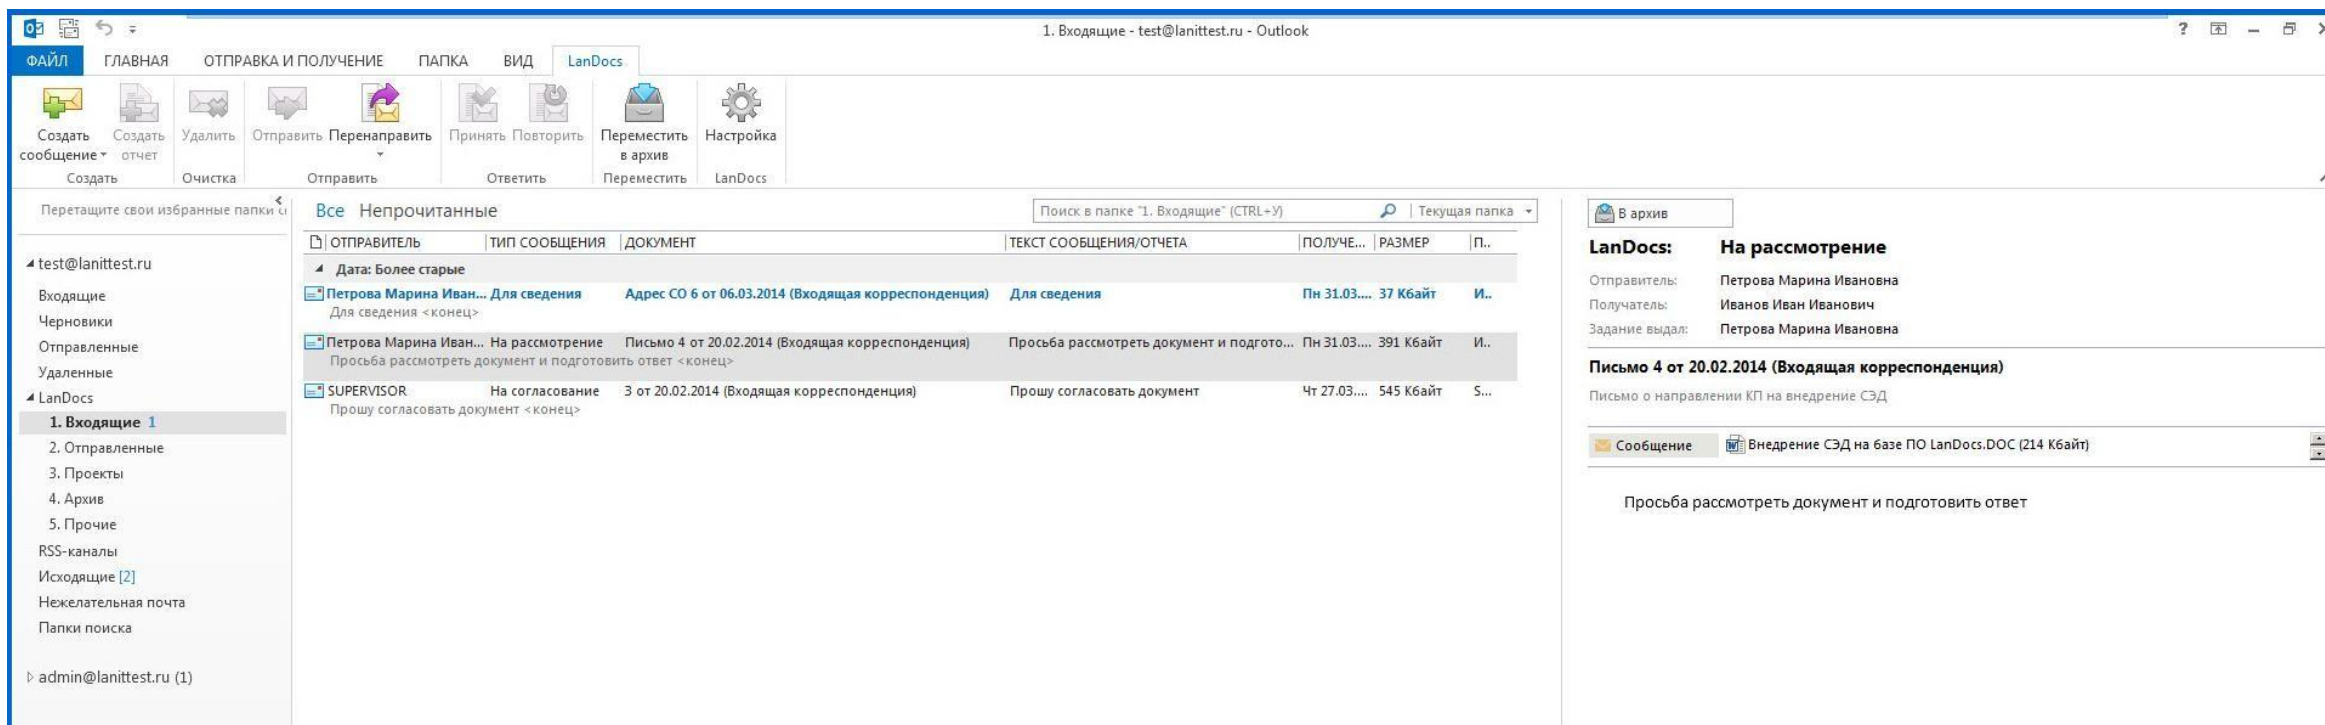 1. Входящие - test@lanittest.ru - Outlook
ФАЙЛ ГЛАВНАЯ ОТПРАВКА И ПОЛУЧЕНИЕ ПАПКА ВИД LanDocs
Создать сообщение
Создать отчет
Удалить
Отправить
Перенаправить
Принять
Повторить
Переместить в архив
Настройка
Создать Очистка Отправить Ответить Переместить LanDocs
Перетащите свои избранные папки
test@lanittest.ru
Входящие
Черновики
Отправленные
Удаленные
LanDocs
1. Входящие 1
2. Отправленные
3. Проекты
4. Архив
5. Прочие
RSS-каналы
Исходящие [2]
Нежелательная почта
Папки поиска
admin@lanittest.ru (1)
Все Непрочитанные
Поиск в папке "1. Входящие" (CTRL+У) Текущая папка
ОТПРАВИТЕЛЬ ТИП СООБЩЕНИЯ ДОКУМЕНТ ТЕКСТ СООБЩЕНИЯ/ОТЧЕТА ПОЛУЧЕ... РАЗМЕР П..
Дата: Более старые
Петрова Марина Иван... Для сведения Адрес СО 6 от 06.03.2014 (Входящая корреспонденция) Для сведения Пн 31.03.... 37 Кбайт И..
Для сведения <конец>
Петрова Марина Иван... На рассмотрение Письмо 4 от 20.02.2014 (Входящая корреспонденция) Просьба рассмотреть документ и подгото... Пн 31.03.... 391 Кбайт И..
Просьба рассмотреть документ и подготовить ответ <конец>
SUPERVISOR На согласование 3 от 20.02.2014 (Входящая корреспонденция) Прошу согласовать документ Чт 27.03.... 545 Кбайт S...
Прошу согласовать документ <конец>
В архив
LanDocs: На рассмотрение
Отправитель: Петрова Марина Ивановна
Получатель: Иванов Иван Иванович
Задание выдал: Петрова Марина Ивановна
Письмо 4 от 20.02.2014 (Входящая корреспонденция)
Письмо о направлении КП на внедрение СЭД
Сообщение Внедрение СЭД на базе ПО LanDocs.DOC (214 Кбайт)
Просьба рассмотреть документ и подготовить ответ